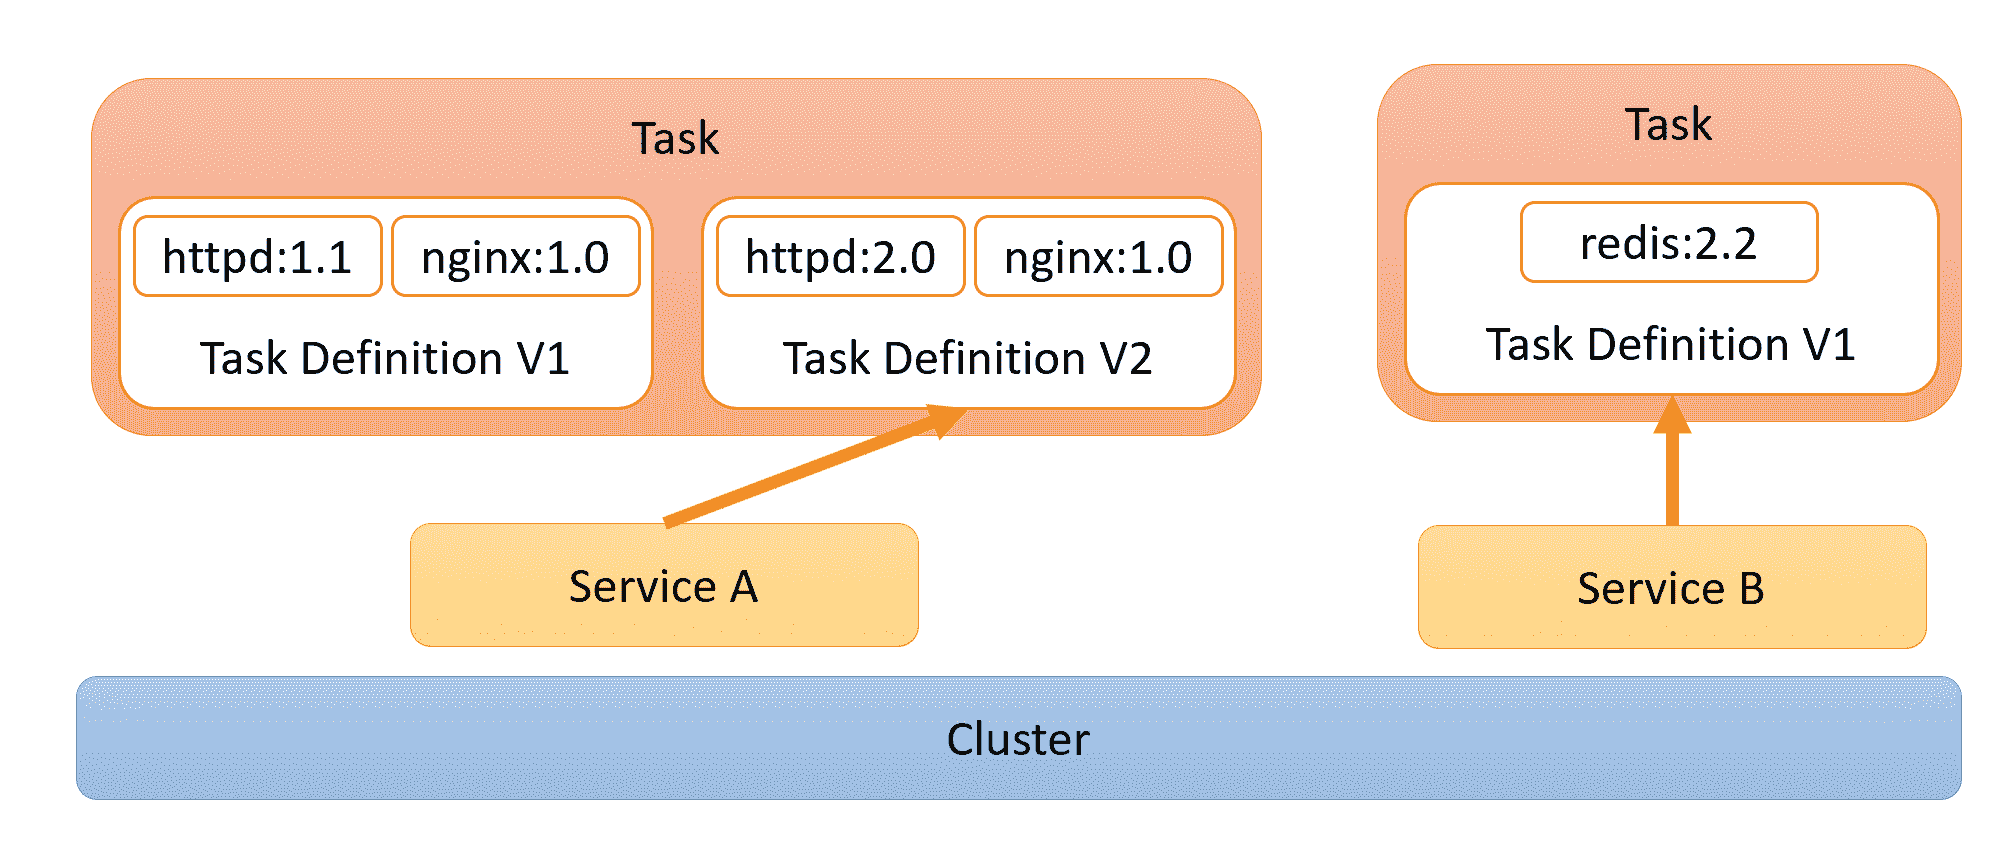 Task
httpd:1.1
nginx:1.0
Task Definition V1
httpd:2.0
nginx:1.0
Task Definition V2
Task
redis:2.2
Task Definition V1
Service A
Service B
Cluster